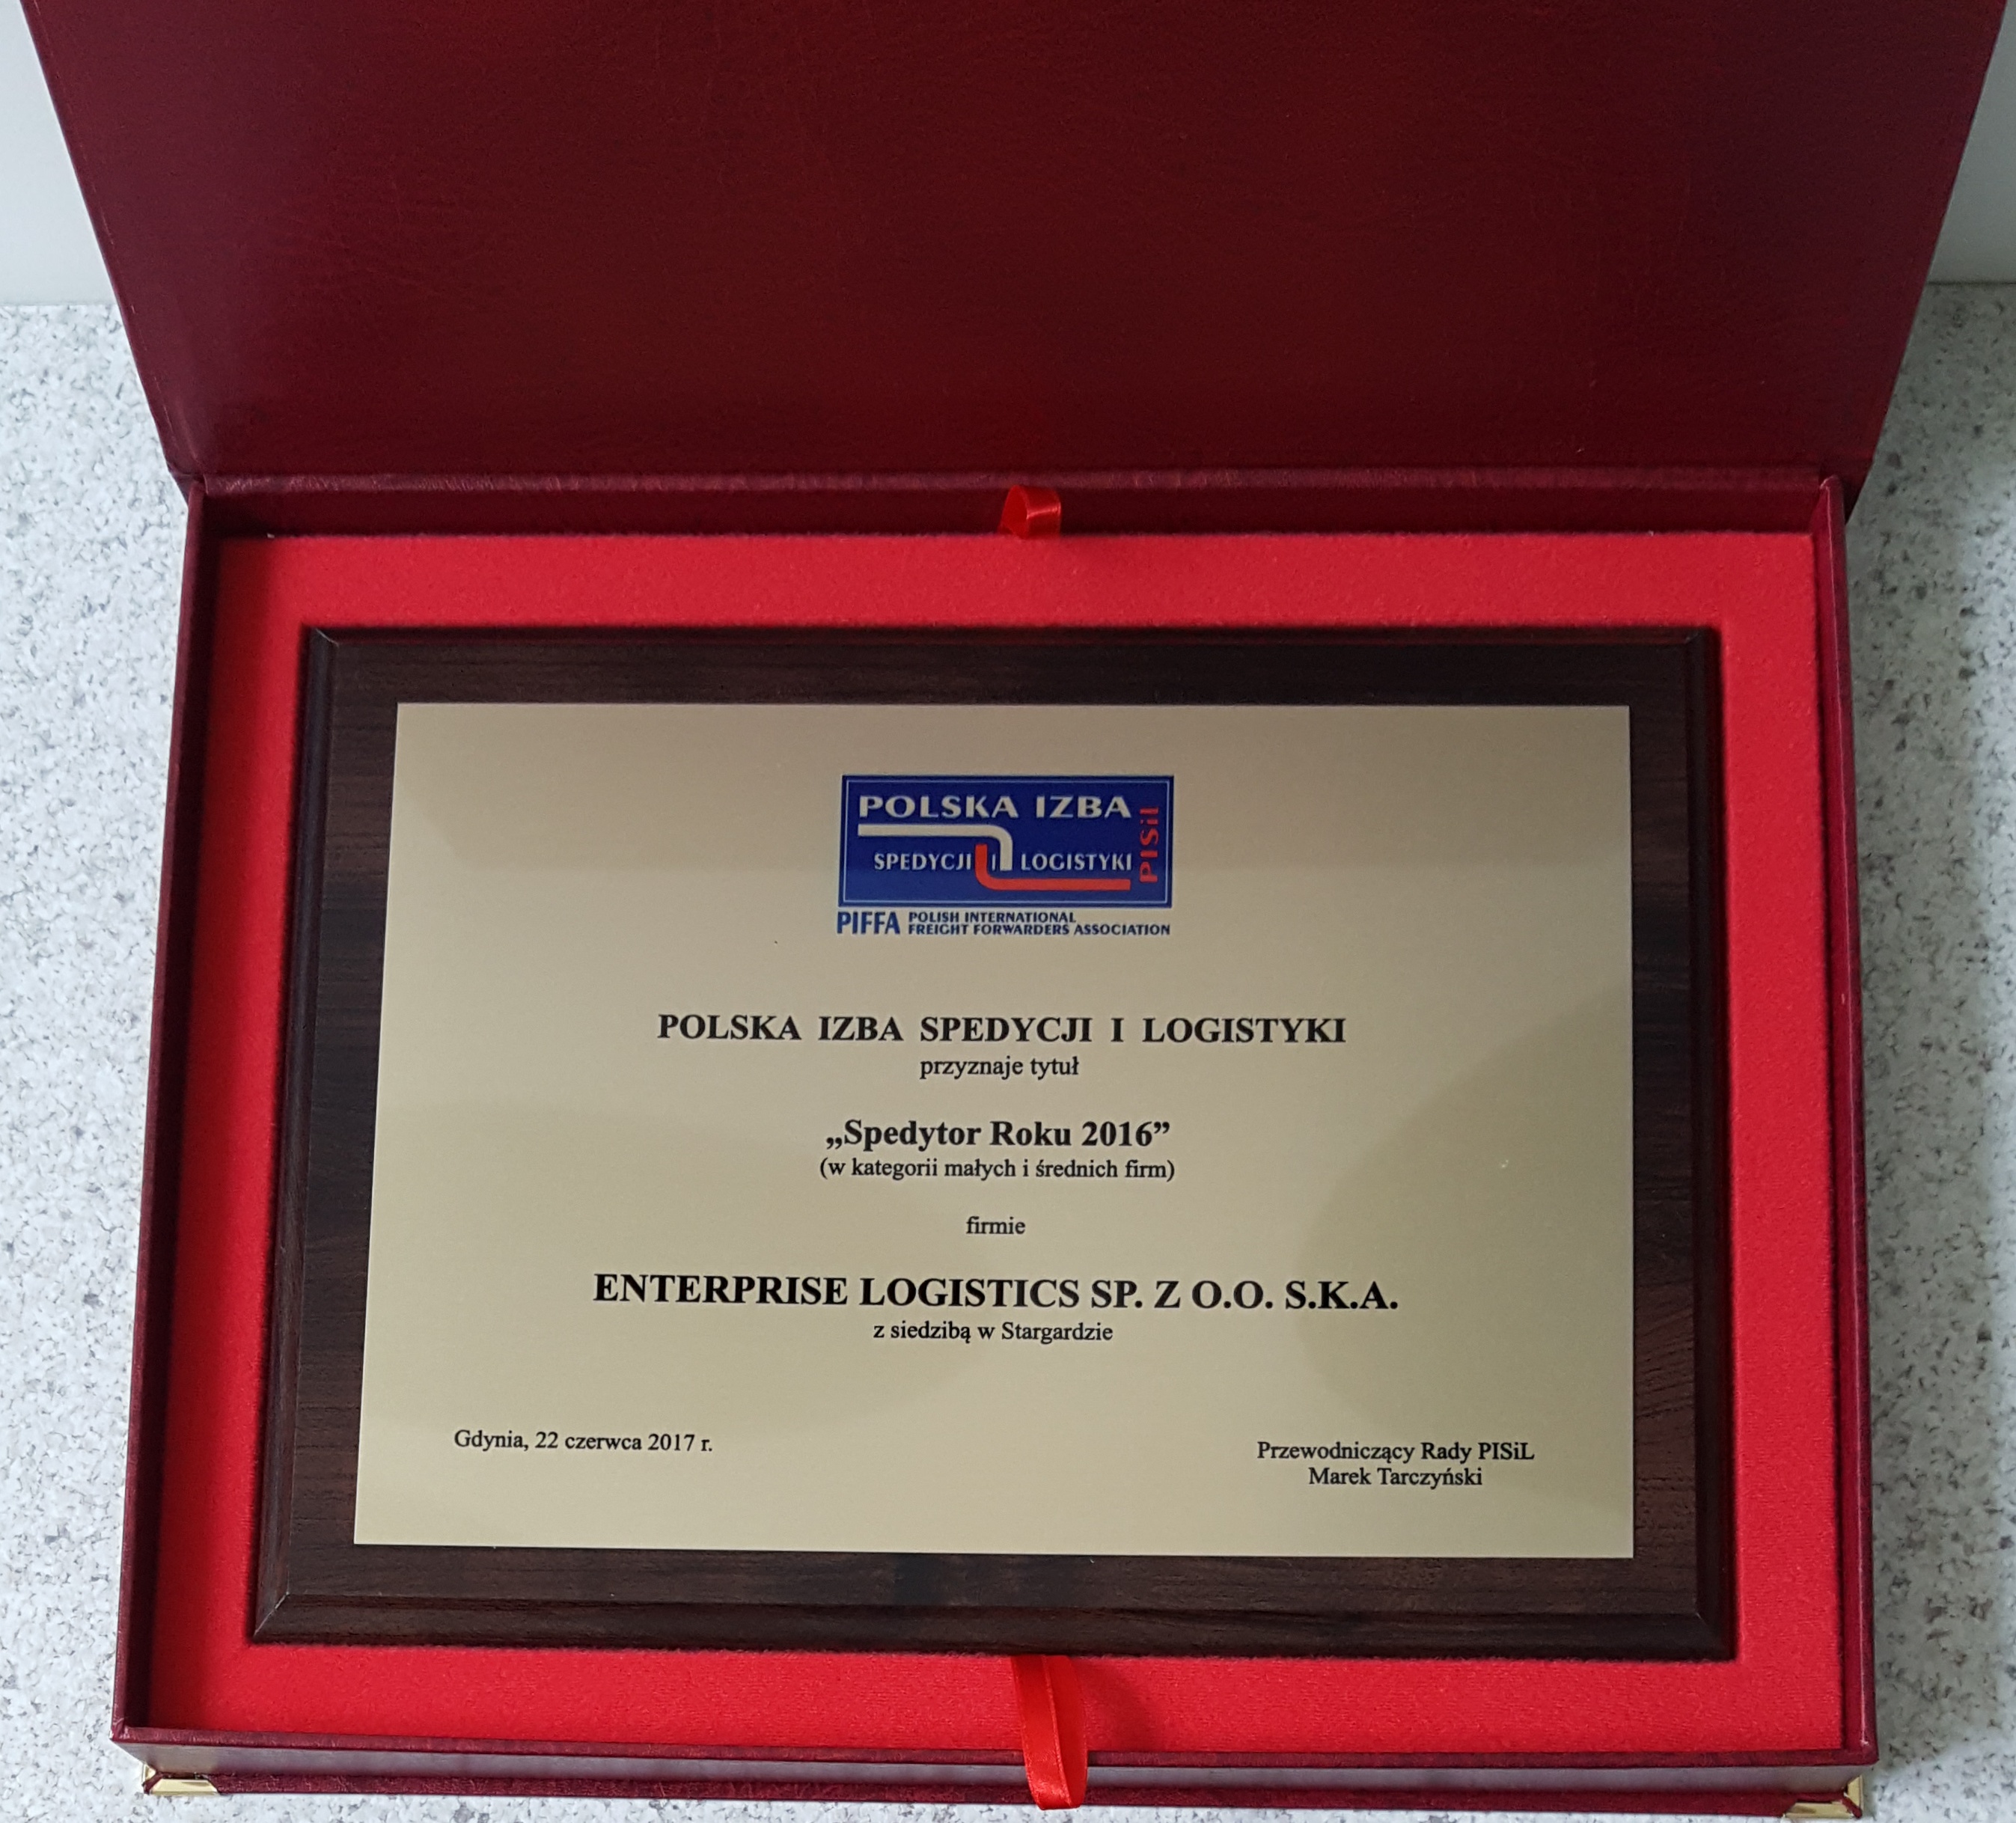 POLSKA IZBA
SPEDYCJI I LOGISTYKI
PISiL
PIFFA POLISH INTERNATIONAL
FREIGHT FORWARDERS ASSOCIATION
POLSKA IZBA SPEDYCJI I LOGISTYKI
przyznaje tytuł
„Spedytor Roku 2016”
(w kategorii małych i średnich firm)
firmie
ENTERPRISE LOGISTICS SP. Z O.O. S.K.A.
z siedzibą w Stargardzie
Gdynia, 22 czerwca 2017 r.
Przewodniczący Rady PISiL
Marek Tarczyński